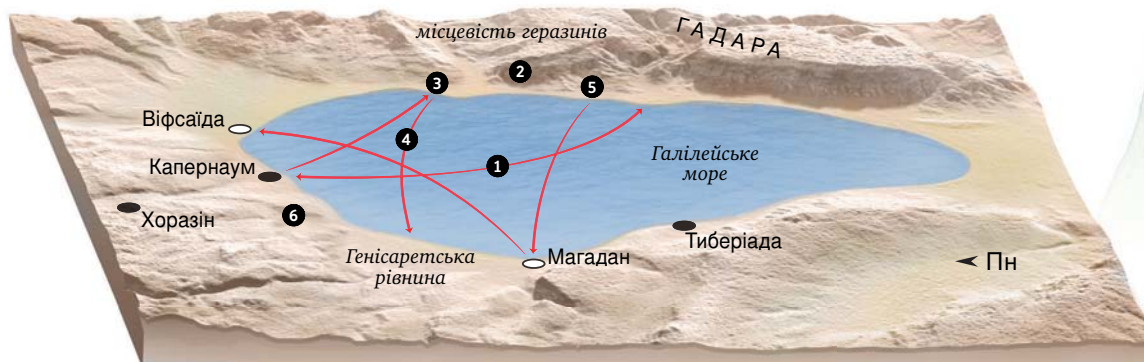 місцевість геразинів
ГАДАРА
2
3
5
Віфсаїда
4
Капернаум
1
Галілейське
море
Хоразін
6
Тиберіада
Генісаретська
рівнина
Магадан
Пн